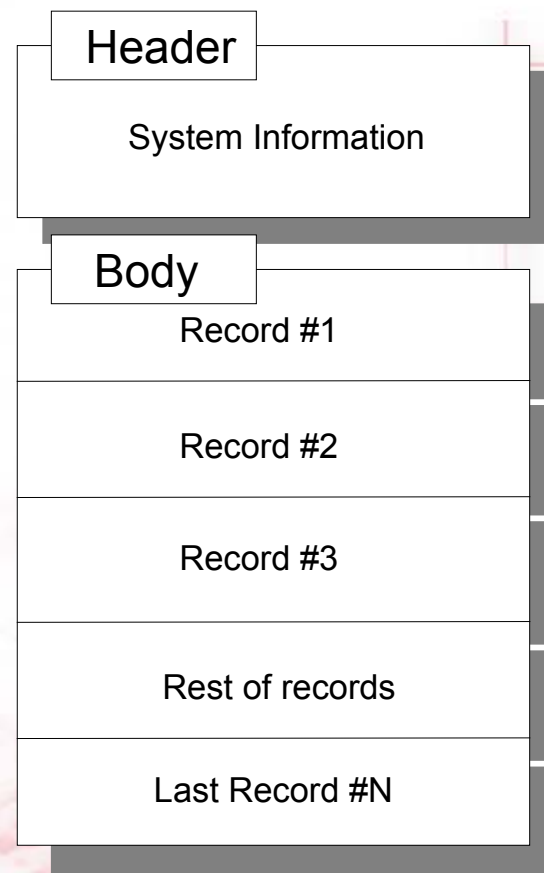 Header
System Information
Body
Record #1
Record #2
Record #3
Rest of records
Last Record #N